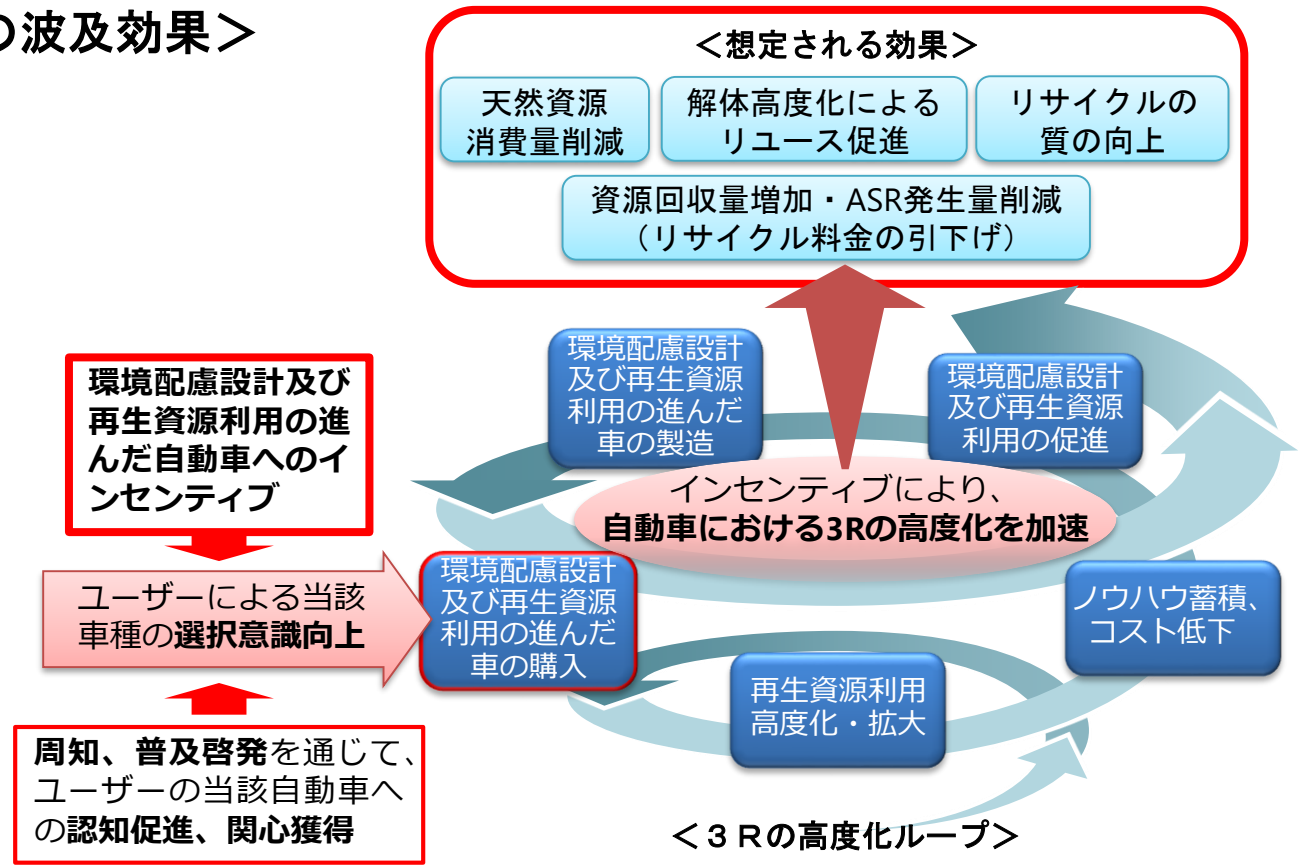 の波及効果＞
＜想定される効果＞
天然資源
消費量削減
解体高度化による
リユース促進
リサイクルの
質の向上
資源回収量増加・ASR発生量削減
（リサイクル料金の引下げ）
環境配慮設計
及び再生資源
利用の進んだ
車の製造
環境配慮設計
及び再生資源
利用の促進
環境配慮設計及び
再生資源利用の進
んだ自動車へのイ
ンセンティブ
インセンティブにより、
自動車における3Rの高度化を加速
ユーザーによる当該
車種の選択意識向上
環境配慮設計
及び再生資源
利用の進んだ
車の購入
ノウハウ蓄積、
コスト低下
再生資源利用
高度化・拡大
周知、普及啓発を通じて、
ユーザーの当該自動車へ
の認知促進、関心獲得
＜３Ｒの高度化ループ＞